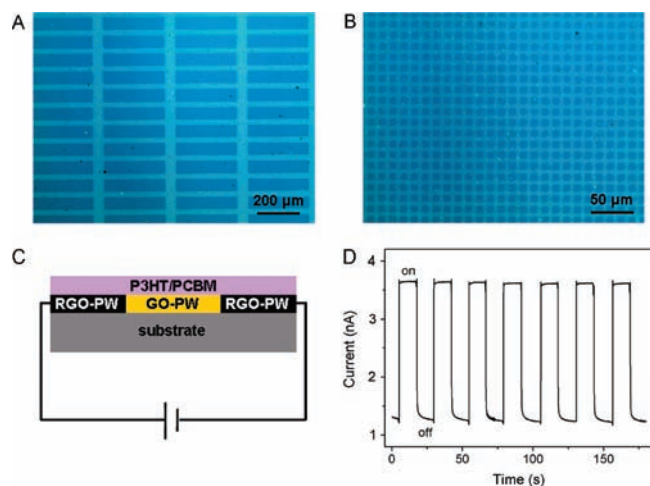 A
200 μm
B
50 μm
C
P3HT/PCBM
RGO-PW GO-PW RGO-PW
substrate
D
Current (nA)
4
3
2
1
on
off
0 50 100 150
Time (s)